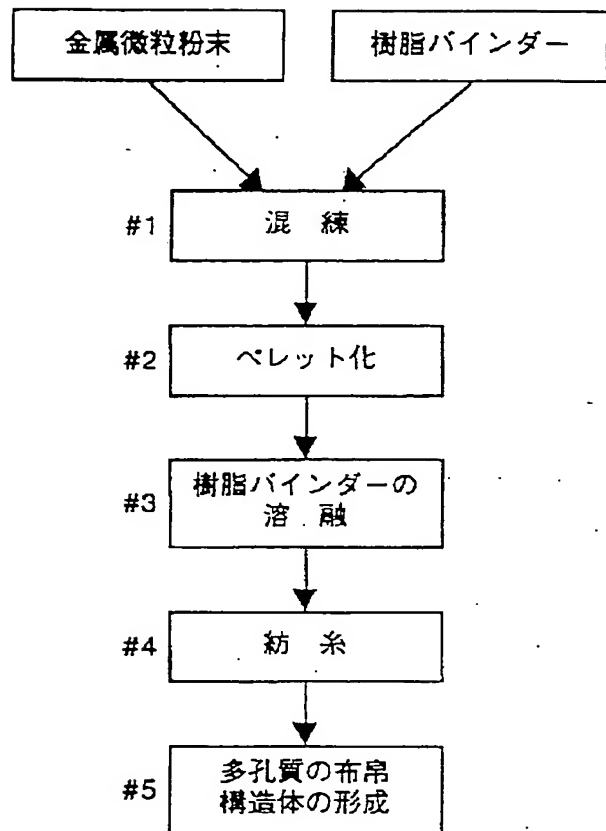 金属微粒粉末
樹脂バインダー
#1
混 練
#2
ペレット化
#3
樹脂バインダーの
溶 融
#4
紡 糸
#5
多孔質の布帛
構造体の形成